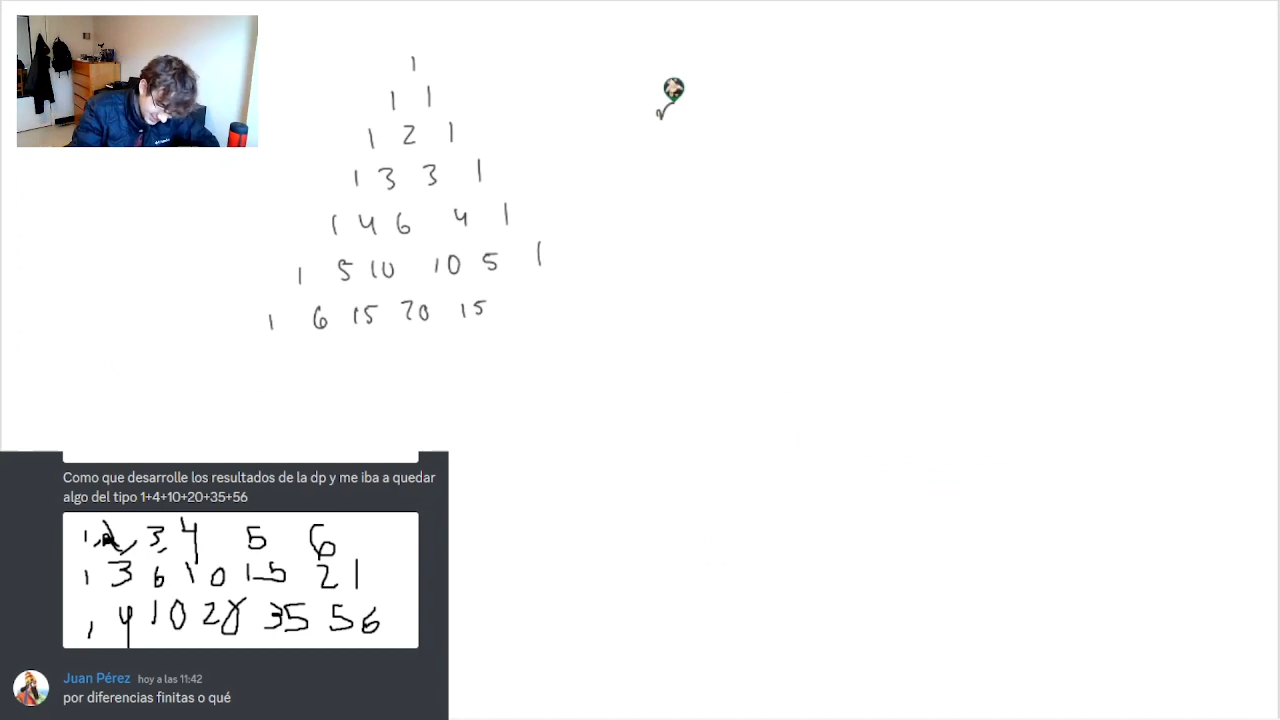 1
1 1
1 2 1
1 3 3 1
1 4 6 4 1
1 5 10 10 5 1
1 6 15 20 15
Como que desarrolle los resultados de la dp y me iba a quedar
algo del tipo 1+4+10+20+35+56
1, 2, 3, 4 5 6
1 3 6 10 15 21
1 4 10 20 35 56
Juan Pérez hoy a las 11:42
por diferencias finitas o qué